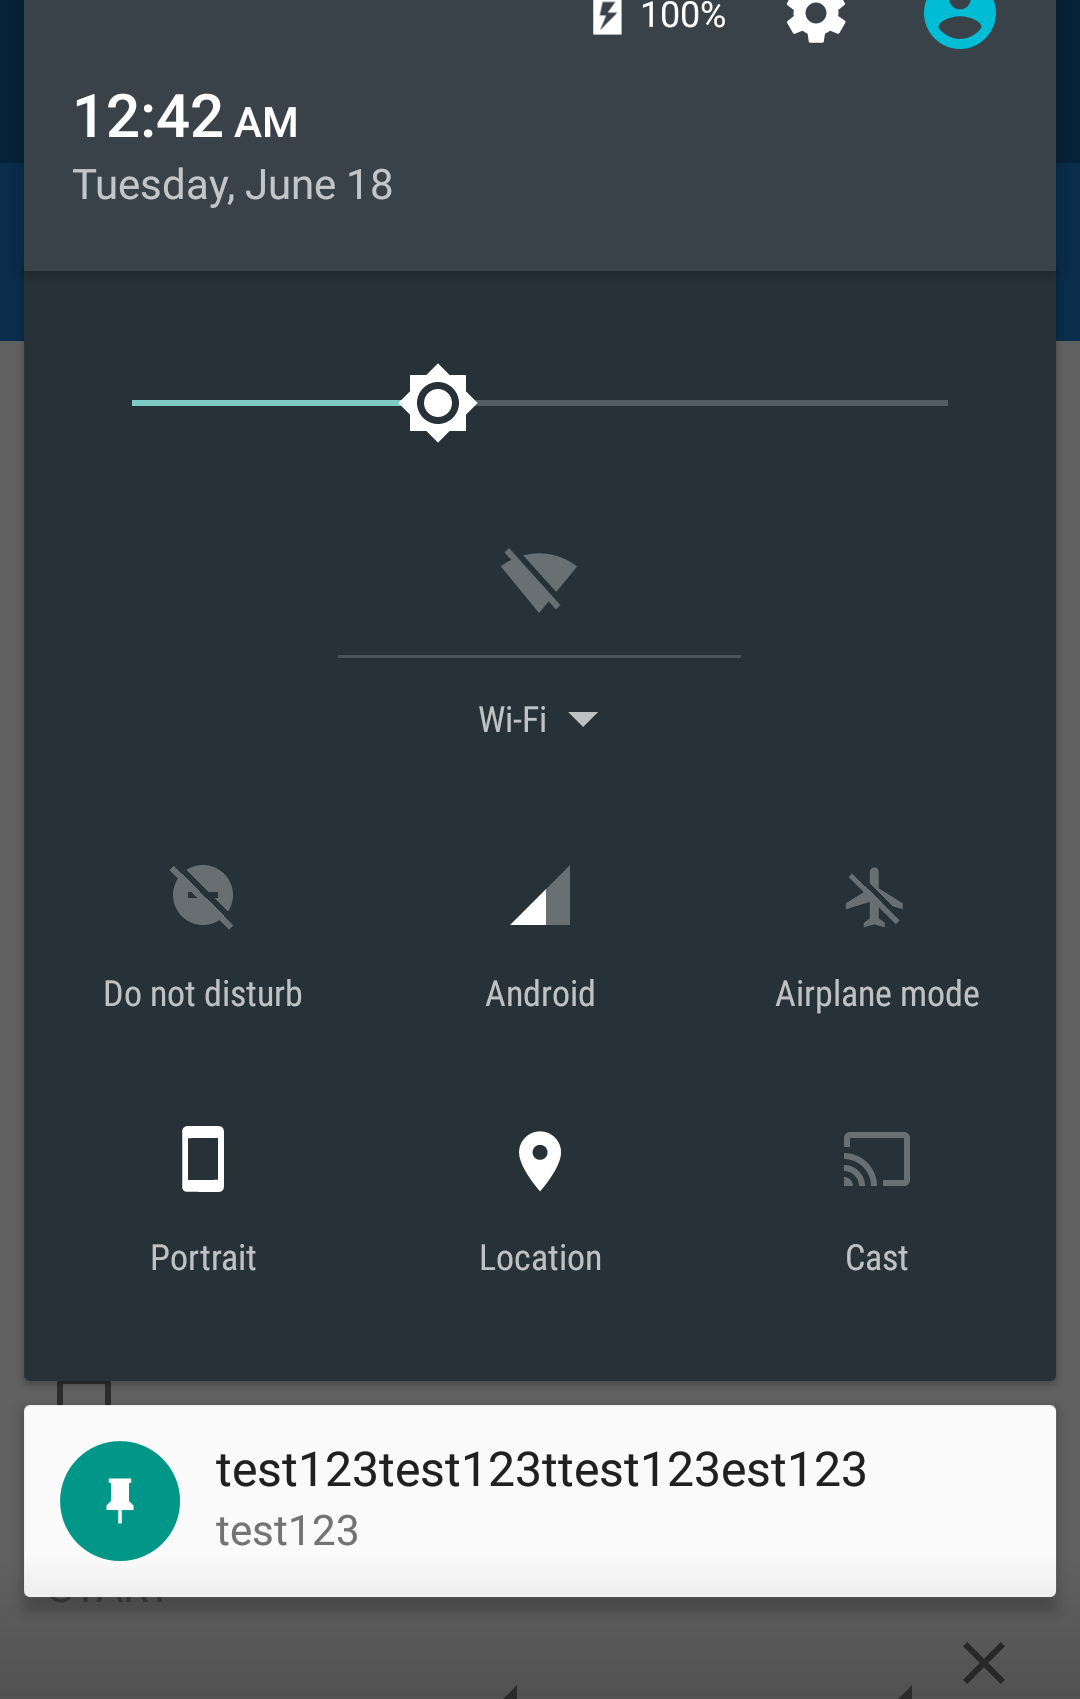 100%
12:42 AM
Tuesday, June 18
Wi-Fi
Do not disturb
Android
Airplane mode
Portrait
Location
Cast
test123test123ttest123est123
test123